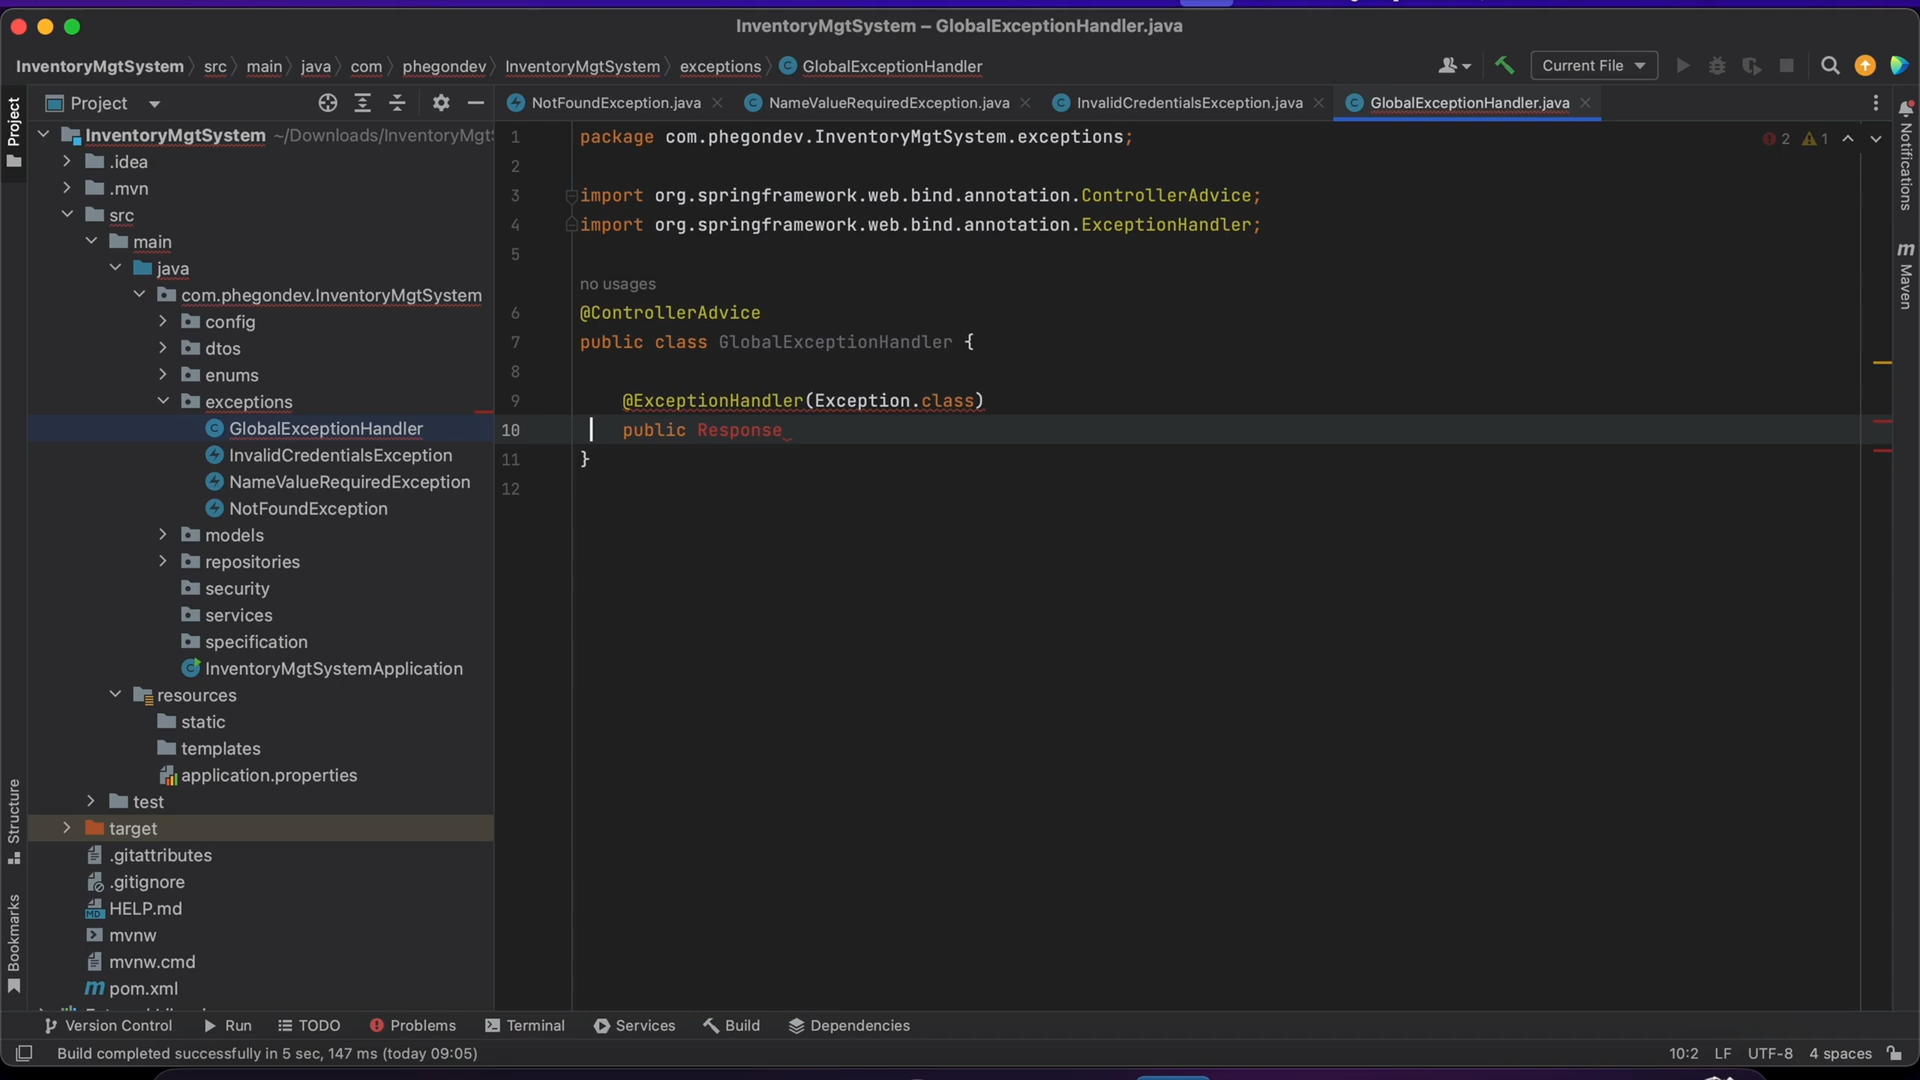 InventoryMgtSystem – GlobalExceptionHandler.java
InventoryMgtSystem
src
main
java
com
phegondev
InventoryMgtSystem
exceptions
GlobalExceptionHandler
Current File
Project
Project
NotFoundException.java
NameValueRequiredException.java
InvalidCredentialsException.java
GlobalExceptionHandler.java
InventoryMgtSystem ~/Downloads/InventoryMgtS
.idea
.mvn
src
main
java
com.phegondev.InventoryMgtSystem
config
dtos
enums
exceptions
GlobalExceptionHandler
InvalidCredentialsException
NameValueRequiredException
NotFoundException
models
repositories
security
services
specification
InventoryMgtSystemApplication
resources
static
templates
application.properties
test
target
.gitattributes
.gitignore
HELP.md
mvnw
mvnw.cmd
pom.xml
1 package com.phegondev.InventoryMgtSystem.exceptions;
2
3 import org.springframework.web.bind.annotation.ControllerAdvice;
4 import org.springframework.web.bind.annotation.ExceptionHandler;
5
no usages
6 @ControllerAdvice
7 public class GlobalExceptionHandler {
8
9 @ExceptionHandler(Exception.class)
10 public Response
11 }
12
2 1
Notifications
Maven
Structure
Bookmarks
Version Control
Run
TODO
Problems
Terminal
Services
Build
Dependencies
Build completed successfully in 5 sec, 147 ms (today 09:05)
10:2
LF
UTF-8
4 spaces